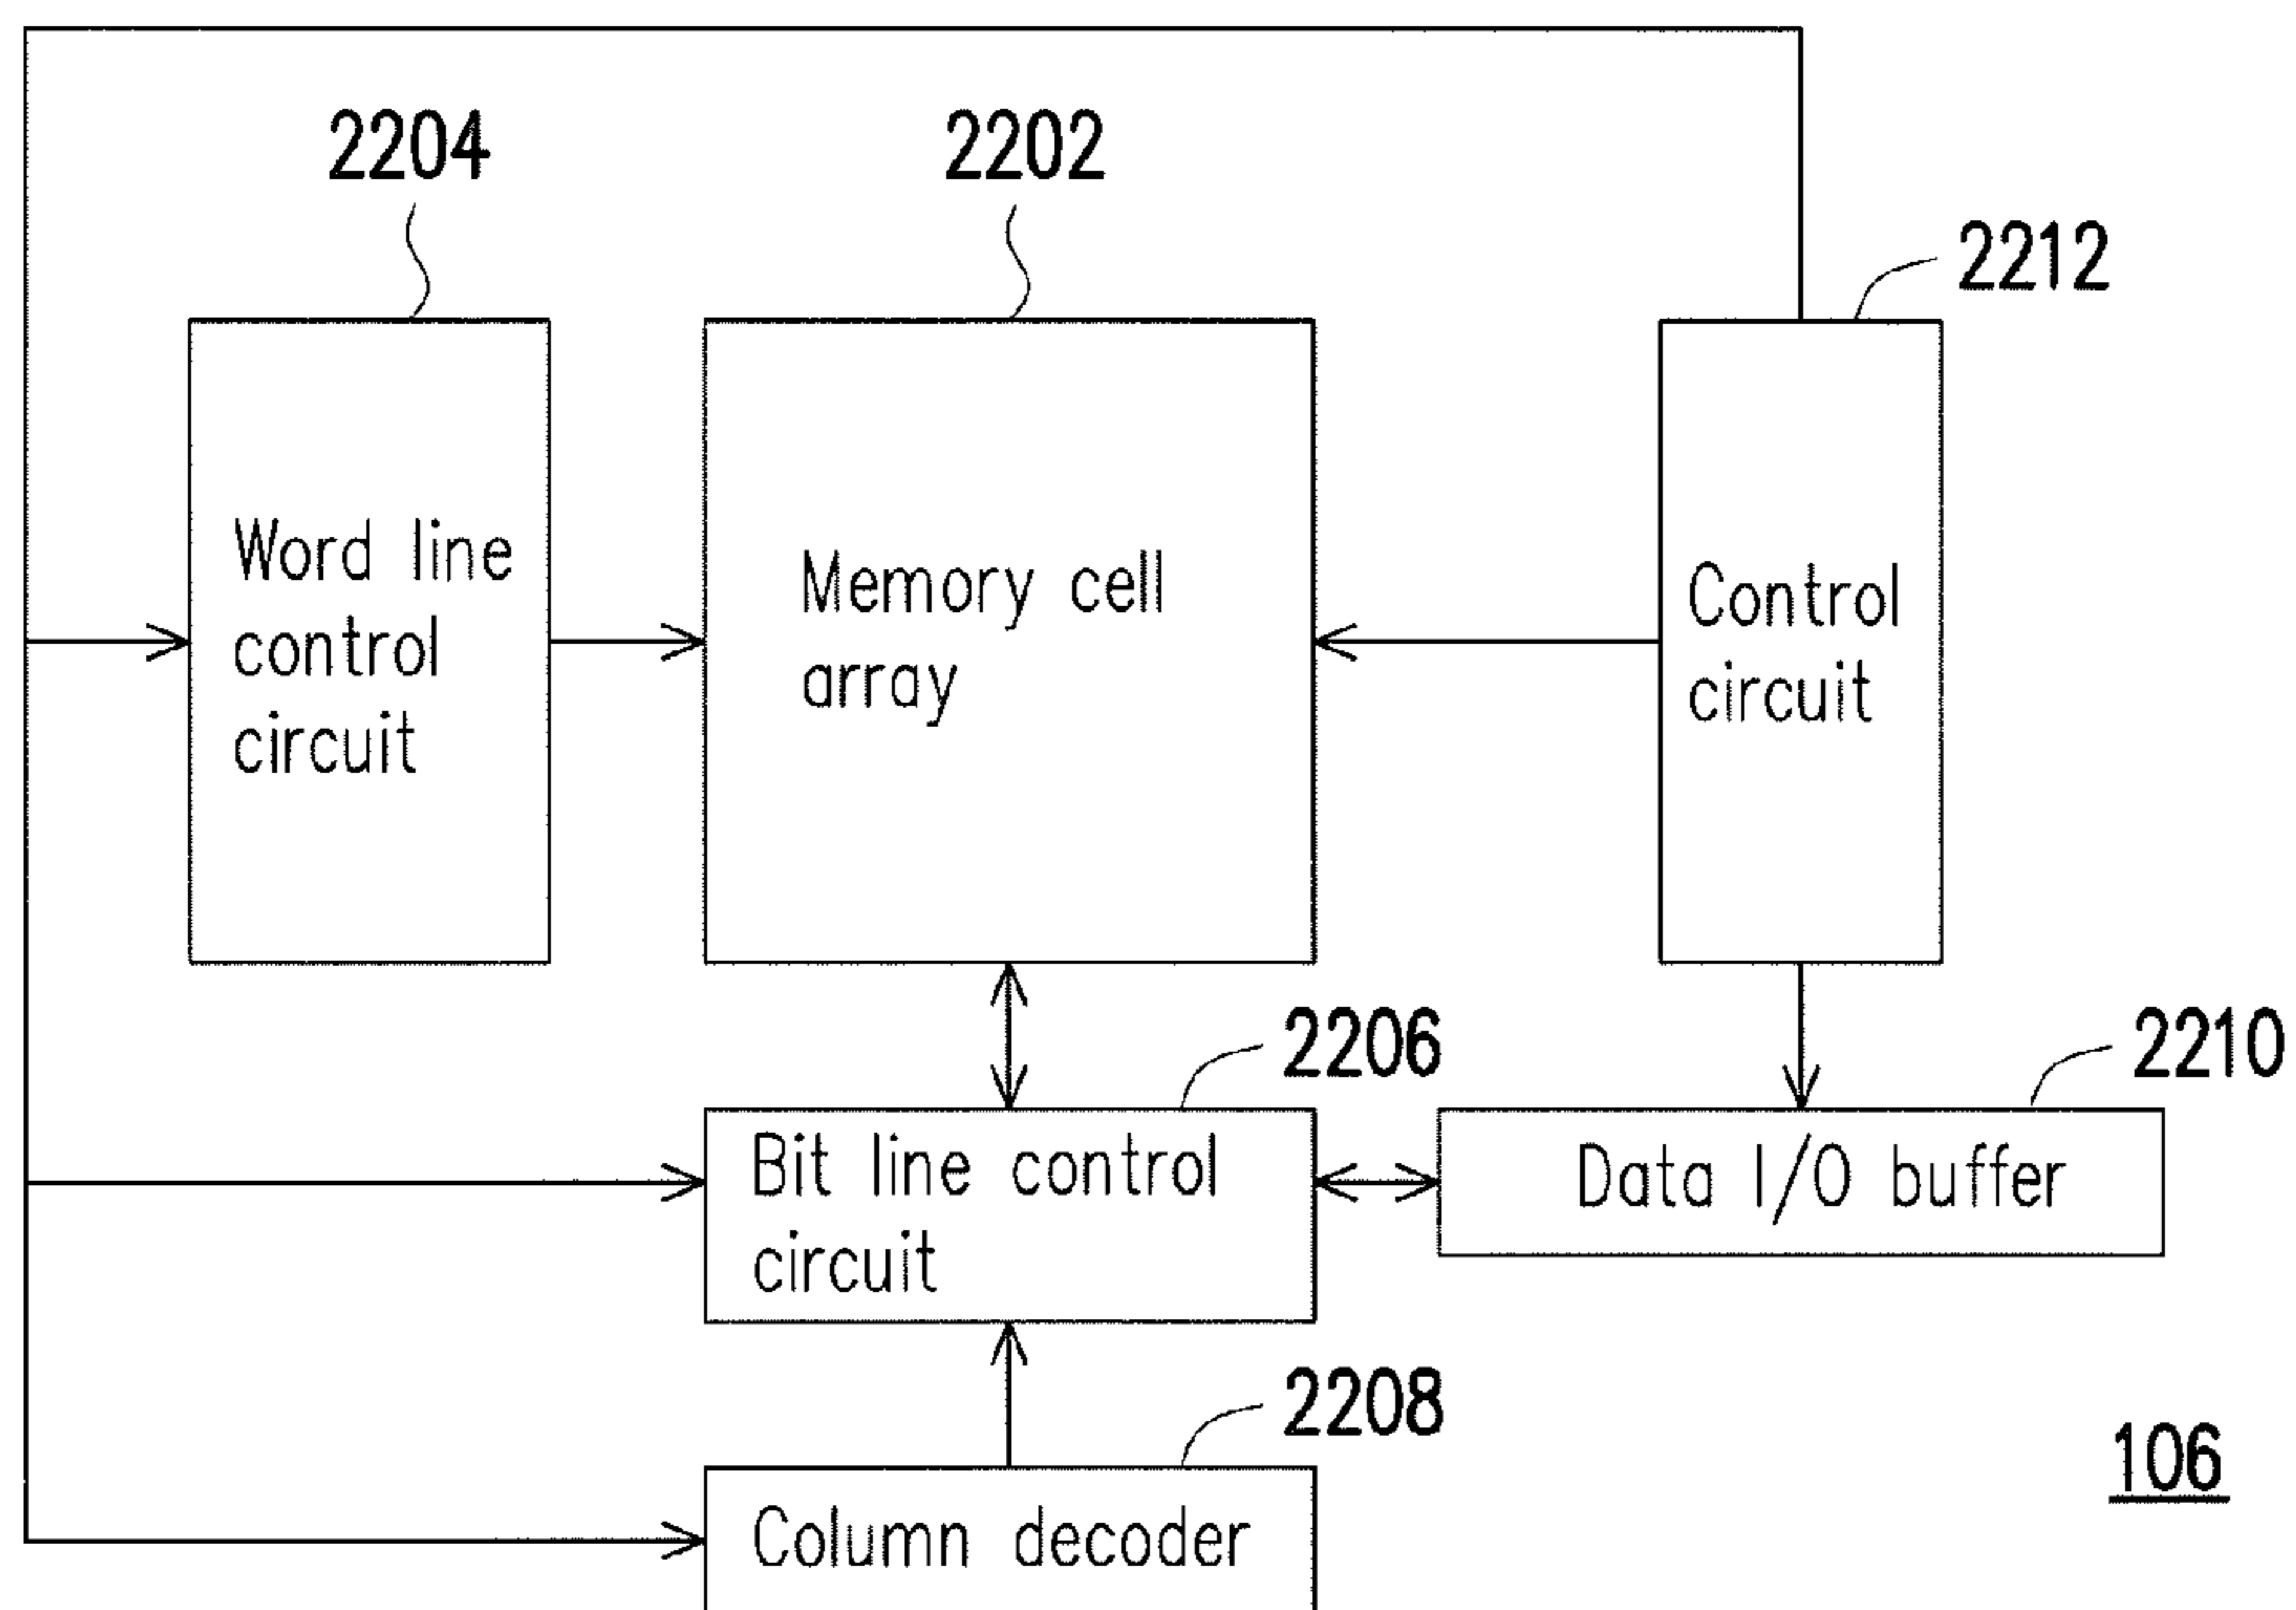 2204
2202
2212
Word line
control
circuit
Memory cell
array
Control
circuit
2206
2210
Bit line control
circuit
Data I/O buffer
2208
106
Column decoder